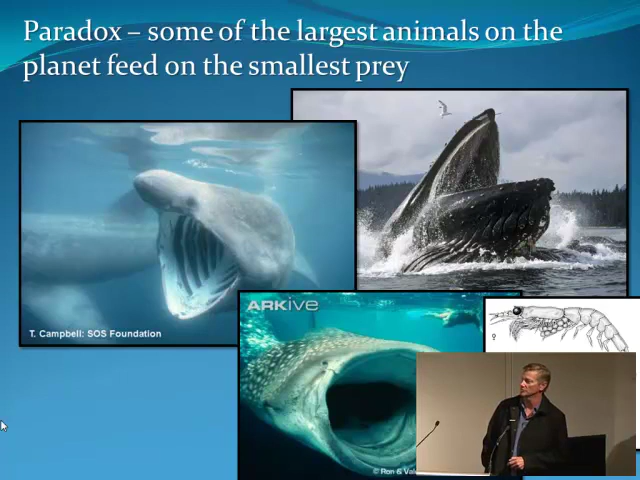 Paradox – some of the largest animals on the
planet feed on the smallest prey
T. Campbell: SOS Foundation
ARKive
© Ron &
♀